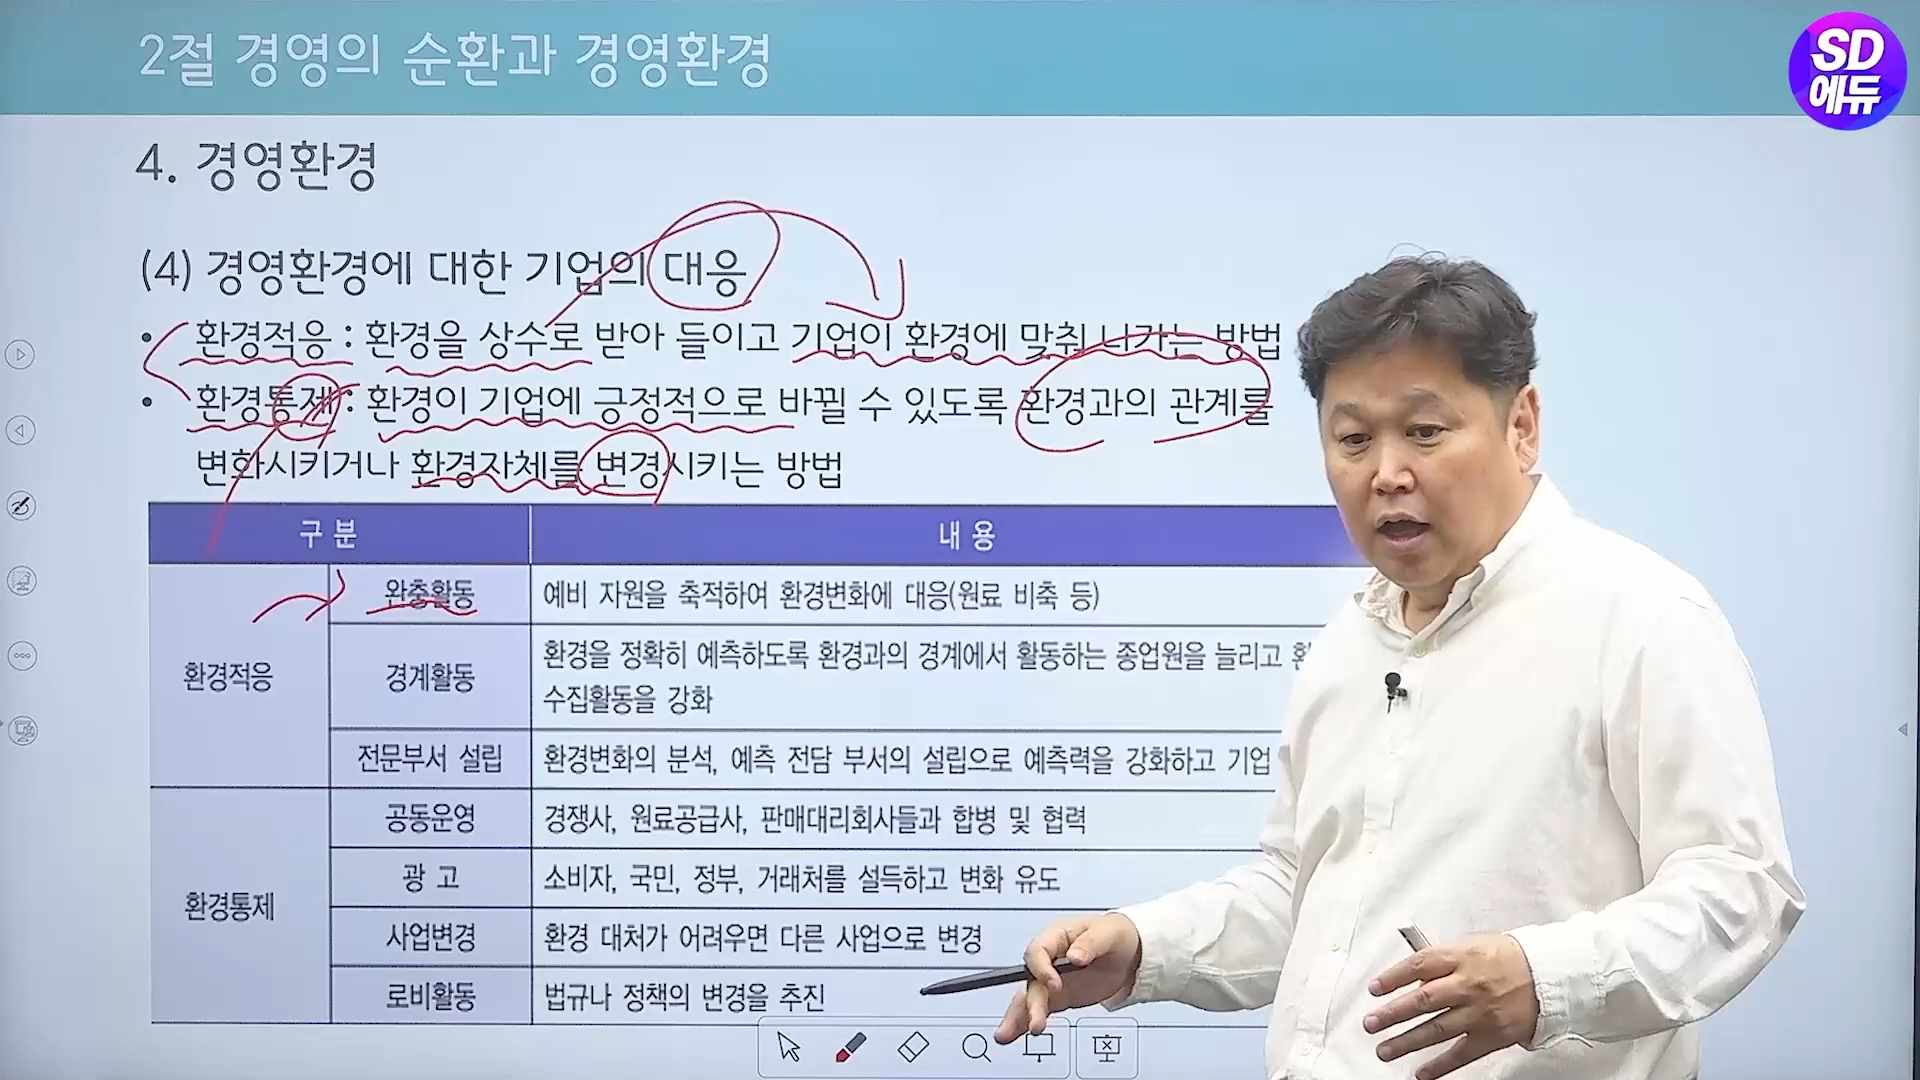 2절 경영의 순환과 경영환경
SD
에듀
4. 경영환경
(4) 경영환경에 대한 기업의 대응
• 환경적응 : 환경을 상수로 받아 들이고 기업이 환경에 맞춰 나가는 방법
• 환경통제 : 환경이 기업에 긍정적으로 바뀔 수 있도록 환경과의 관계를
변화시키거나 환경자체를 변경시키는 방법
구 분 내 용
환경적응
완충활동 예비 자원을 축적하여 환경변화에 대응(원료 비축 등)
경계활동 환경을 정확히 예측하도록 환경과의 경계에서 활동하는 종업원을 늘리고
수집활동을 강화
전문부서 설립 환경변화의 분석, 예측 전담 부서의 설립으로 예측력을 강화하고 기업
환경통제
공동운영 경쟁사, 원료공급사, 판매대리회사들과 합병 및 협력
광 고 소비자, 국민, 정부, 거래처를 설득하고 변화 유도
사업변경 환경 대처가 어려우면 다른 사업으로 변경
로비활동 법규나 정책의 변경을 추진